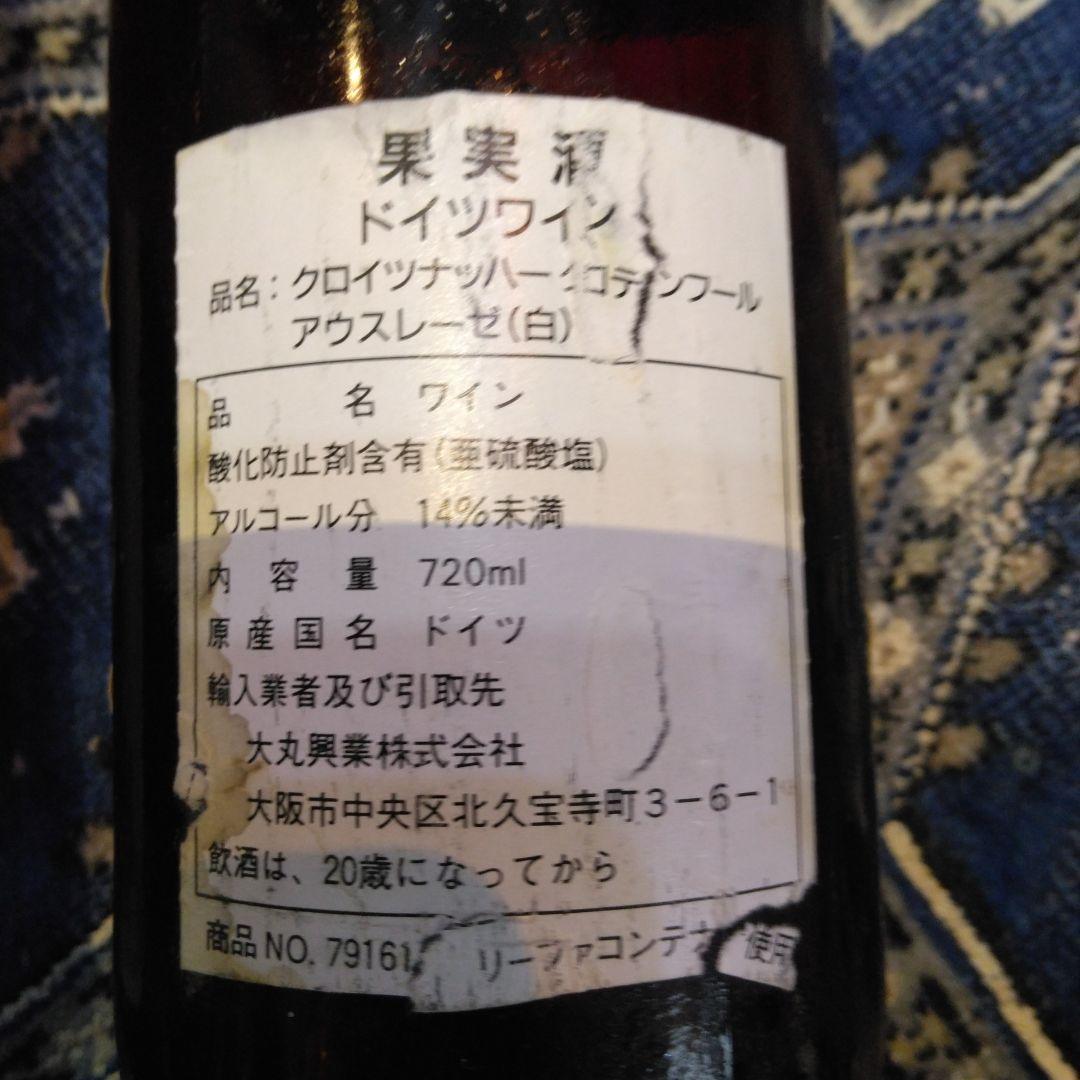 果実酒
ドイツワイン
品名：クロイツナッハー
アウスレーゼ（白）
品名 ワイン
酸化防止剤含有（亜硫酸塩）
アルコール分 14％未満
内容量 720ml
原産国名 ドイツ
輸入業者及び引取先
大丸興業株式会社
大阪市中央区北久宝寺町3－6－1
飲酒は、20歳になってから
商品NO. 79161 リーファコンテナ 使用